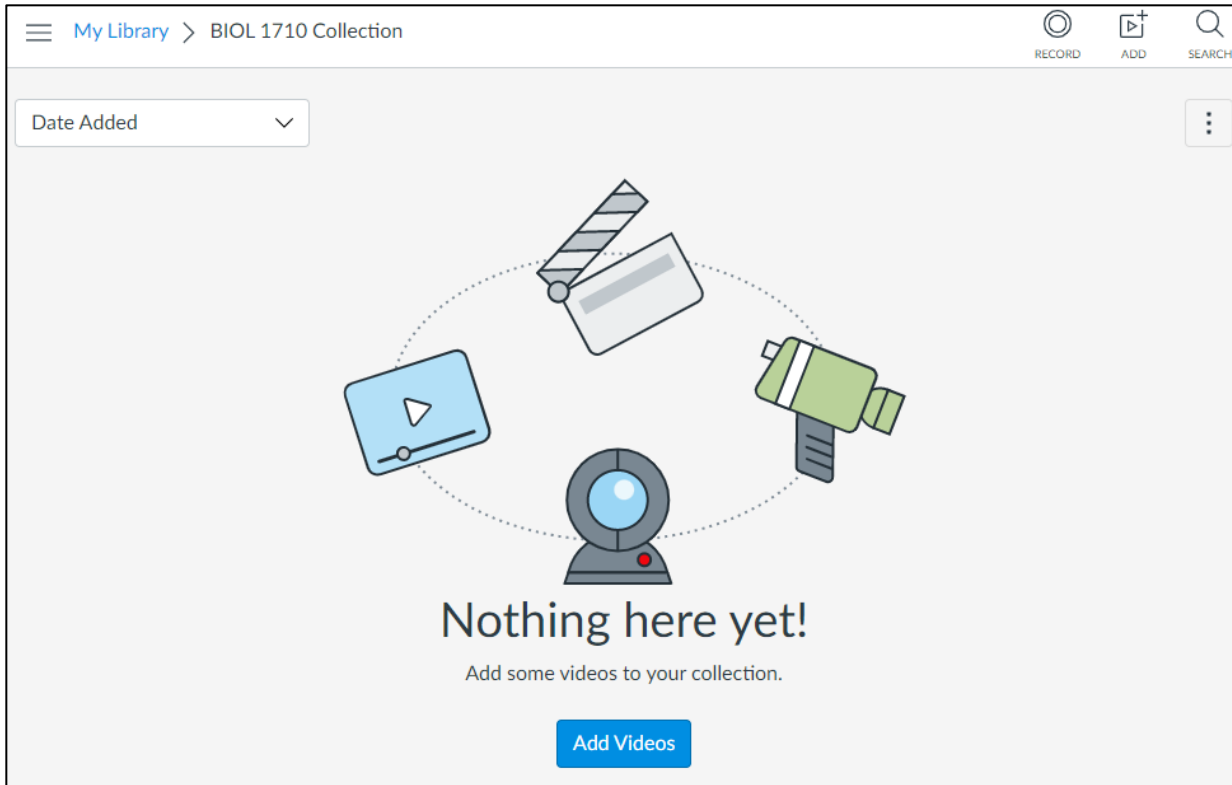 My Library > BIOL 1710 Collection
RECORD
ADD
SEARCH
Date Added
Nothing here yet!
Add some videos to your collection.
Add Videos